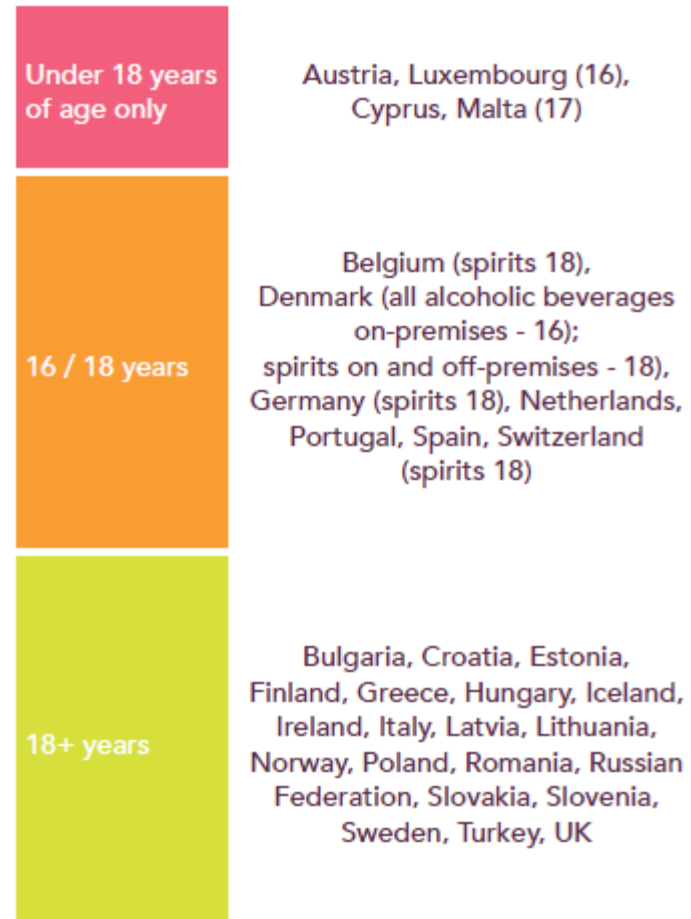 Under 18 years
of age only
Austria, Luxembourg (16),
Cyprus, Malta (17)
16 / 18 years
Belgium (spirits 18),
Denmark (all alcoholic beverages
on-premises - 16);
spirits on and off-premises - 18),
Germany (spirits 18), Netherlands,
Portugal, Spain, Switzerland
(spirits 18)
18+ years
Bulgaria, Croatia, Estonia,
Finland, Greece, Hungary, Iceland,
Ireland, Italy, Latvia, Lithuania,
Norway, Poland, Romania, Russian
Federation, Slovakia, Slovenia,
Sweden, Turkey, UK